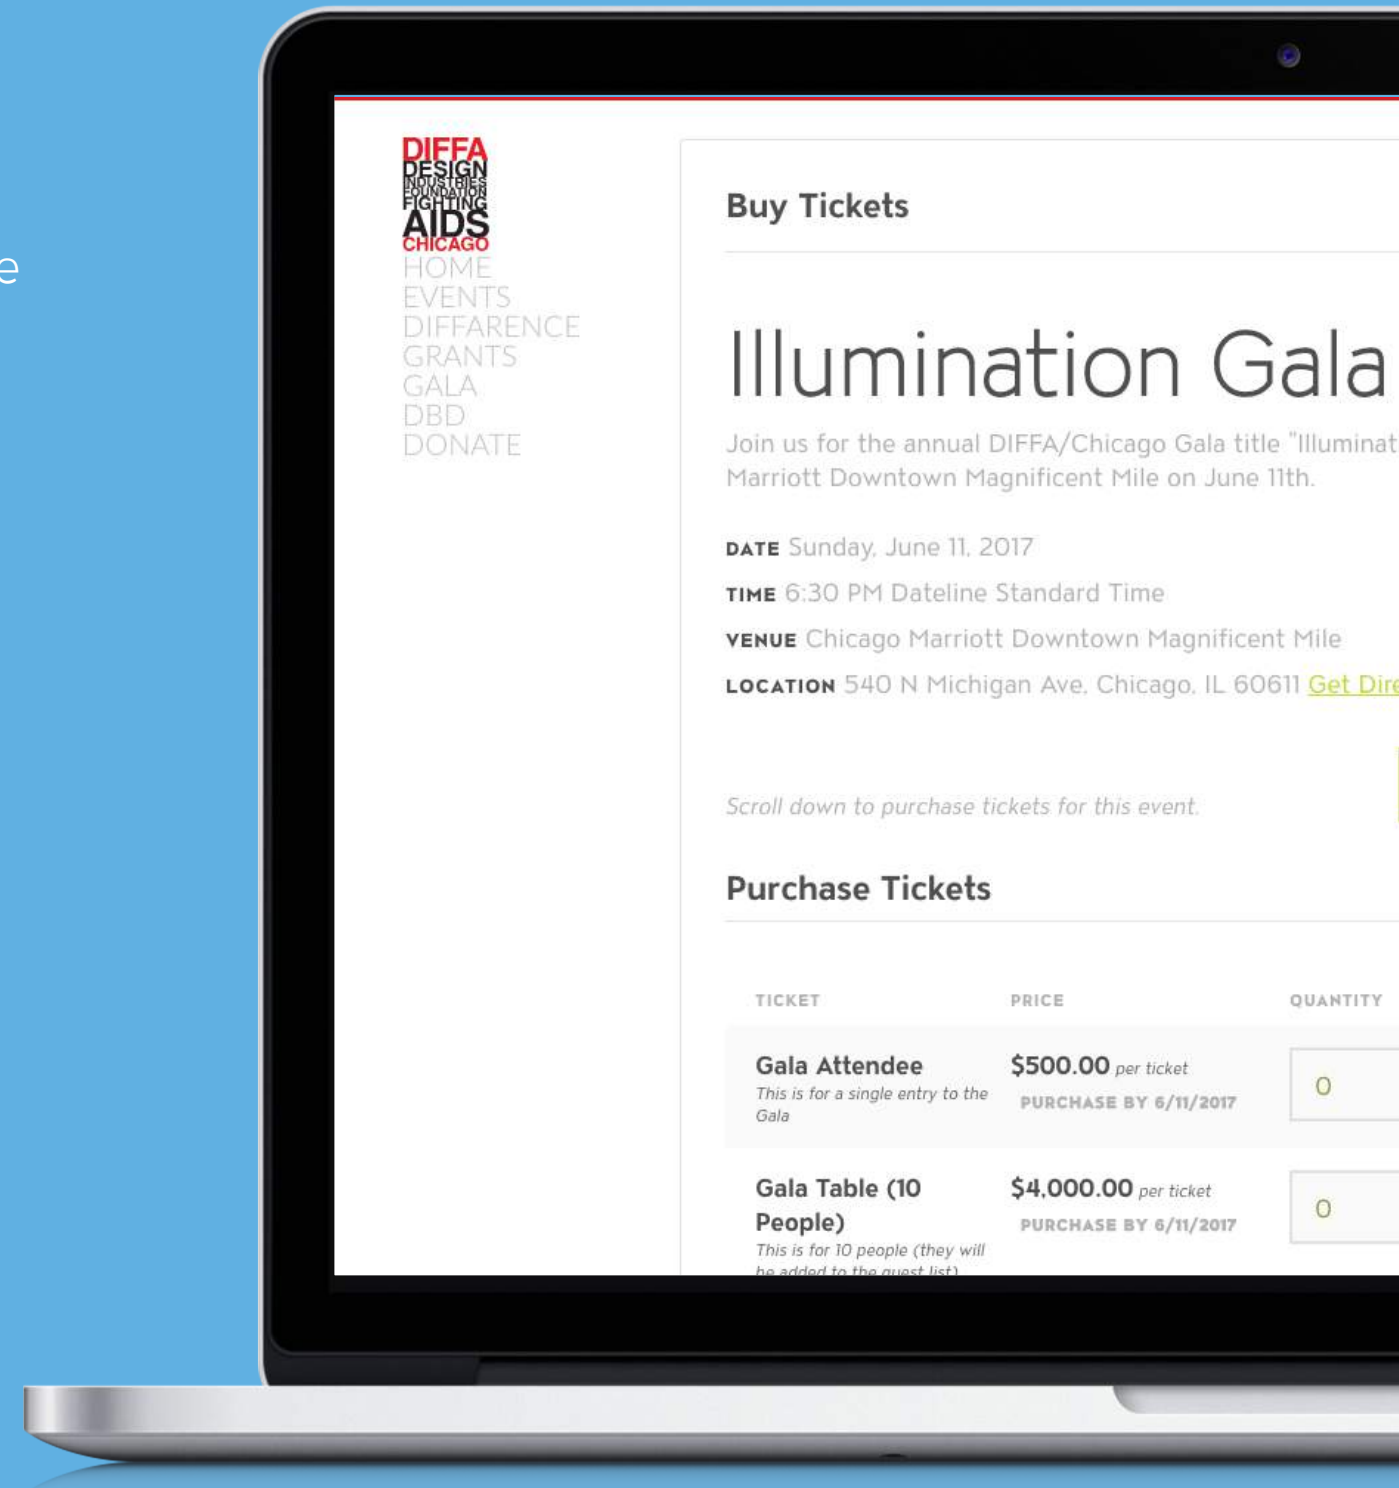 e
DIFFA
DESIGN
INDUSTRIES
FOUNDATION
FIGHTING
AIDS
CHICAGO
HOME
EVENTS
DIFFARENCE
GRANTS
GALA
DBD
DONATE
Buy Tickets
Illumination Gala
Join us for the annual DIFFA/Chicago Gala title "Illuminat
Marriott Downtown Magnificent Mile on June 11th.
DATE Sunday, June 11, 2017
TIME 6:30 PM Dateline Standard Time
VENUE Chicago Marriott Downtown Magnificent Mile
LOCATION 540 N Michigan Ave, Chicago, IL 60611 Get Dire
Scroll down to purchase tickets for this event.
Purchase Tickets
TICKET PRICE QUANTITY
Gala Attendee $500.00 per ticket
This is for a single entry to the PURCHASE BY 6/11/2017 0
Gala
Gala Table (10 $4,000.00 per ticket
People) PURCHASE BY 6/11/2017 0
This is for 10 people (they will
be added to the guest list)